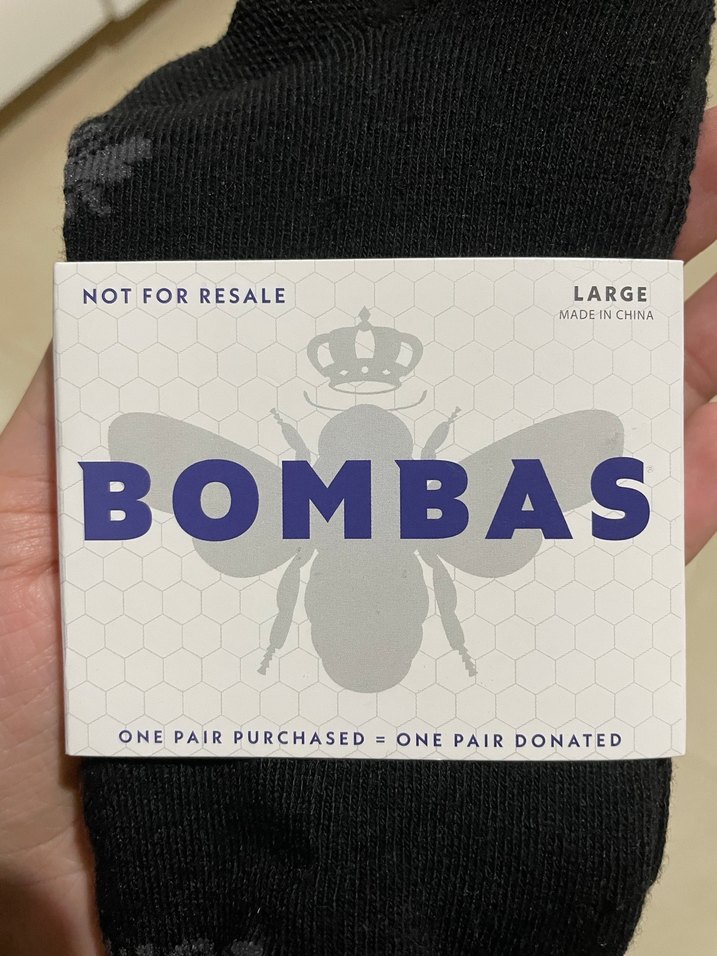 NOT FOR RESALE
LARGE
MADE IN CHINA
BOMBAS
ONE PAIR PURCHASED = ONE PAIR DONATED